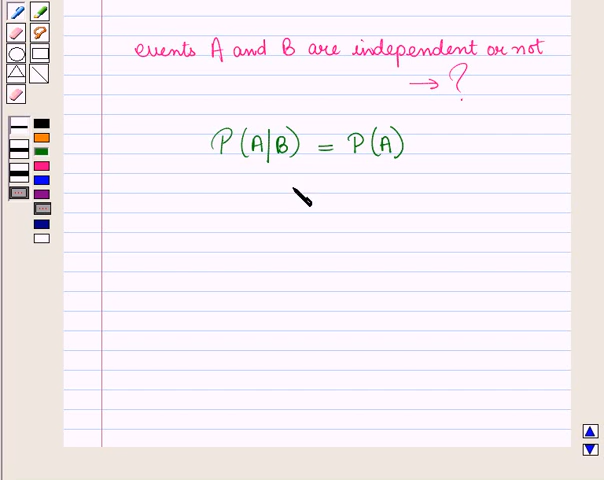 events A and B are independent or not
→ ?
P(A|B) = P(A)